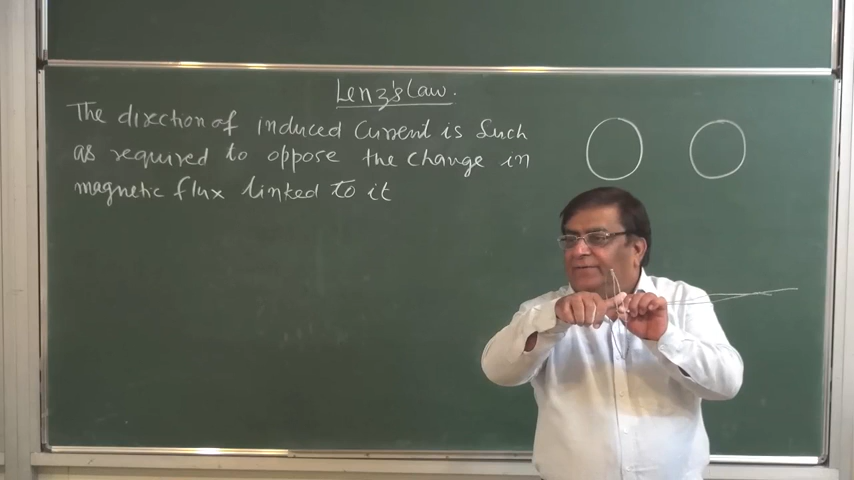 Lenz's Law.
The direction of induced current is such
as required to oppose the change in
magnetic flux linked to it